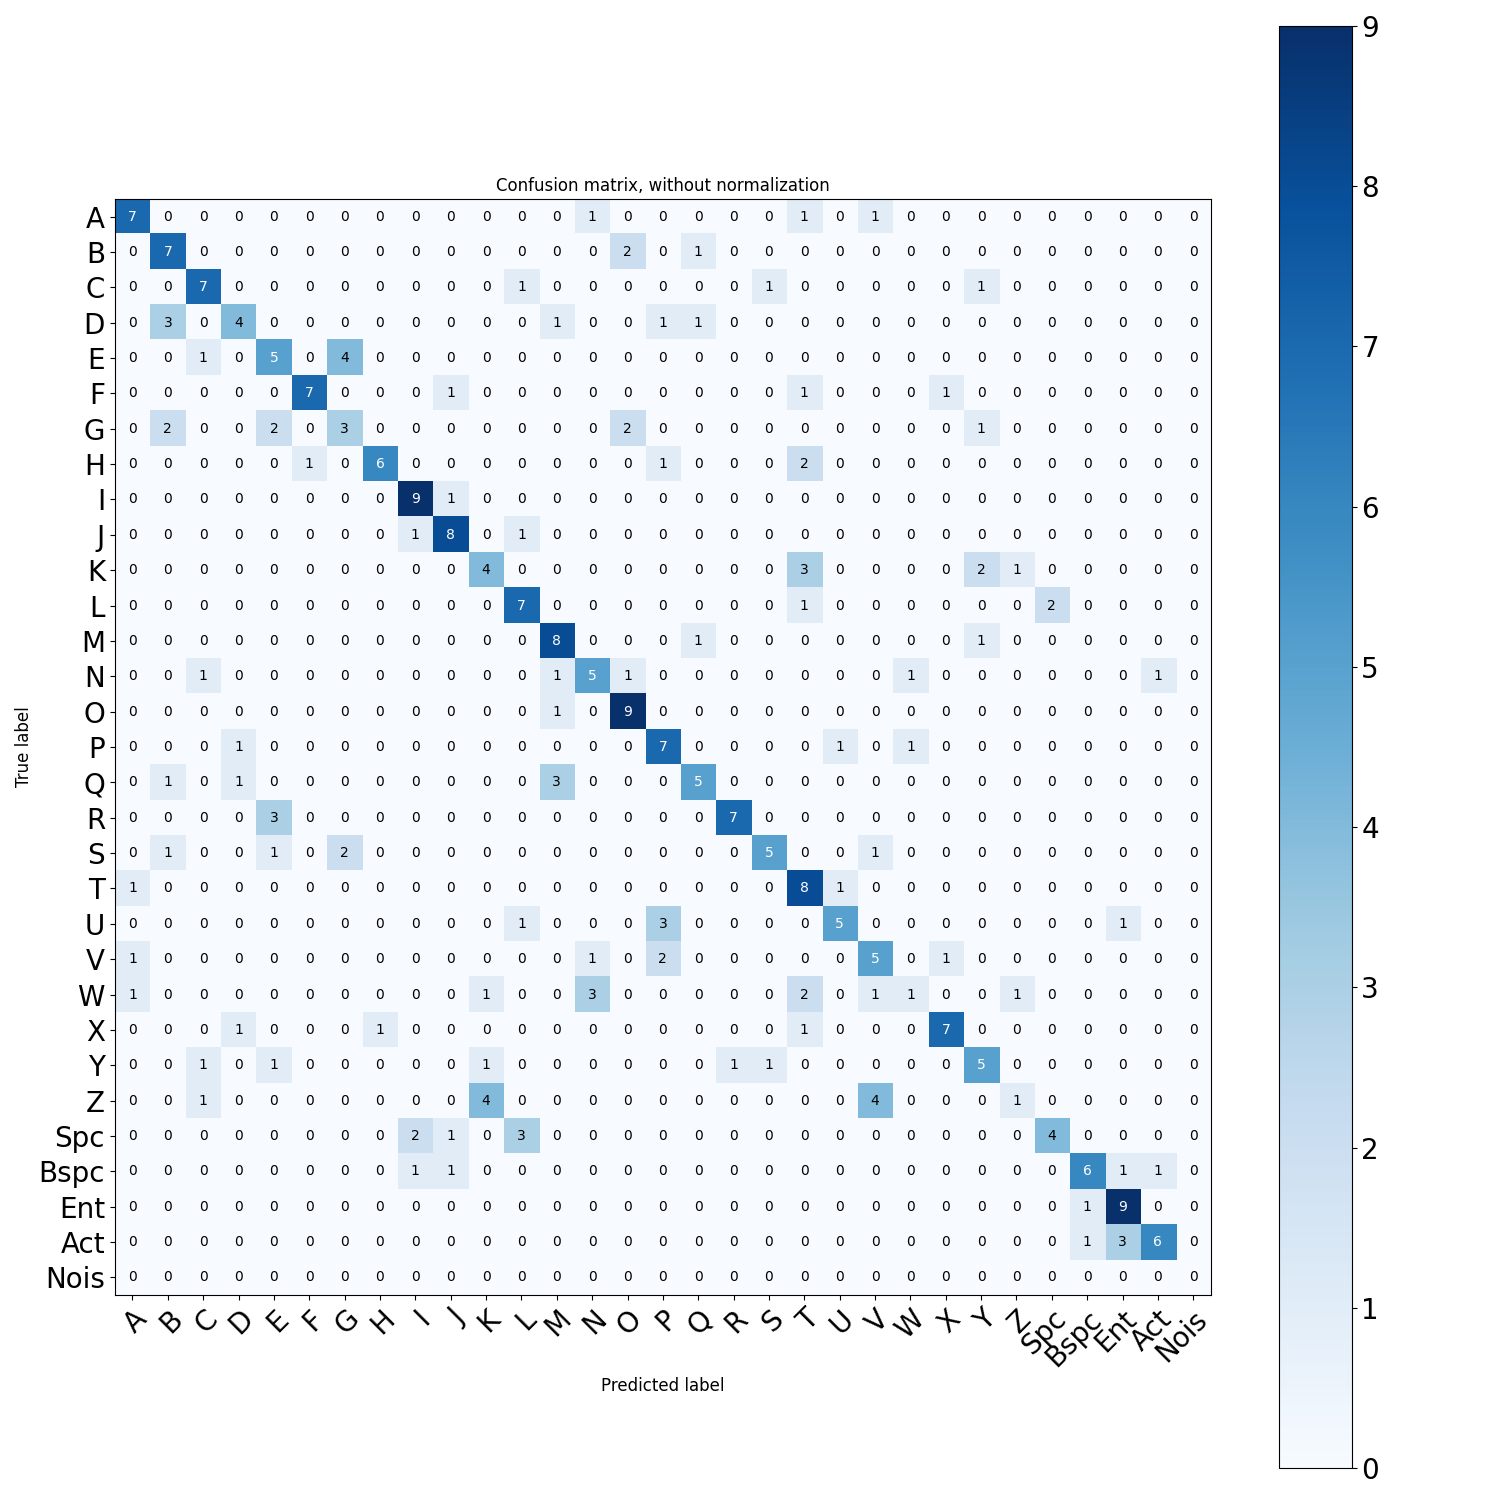 Confusion matrix, without normalization
A 7 0 0 0 0 0 0 0 0 0 0 0 0 1 0 0 0 0 0 1 0 1 0 0 0 0 0 0 0 0 0
B 0 7 0 0 0 0 0 0 0 0 0 0 0 0 2 0 1 0 0 0 0 0 0 0 0 0 0 0 0 0 0
C 0 0 7 0 0 0 0 0 0 0 0 1 0 0 0 0 0 0 1 0 0 0 0 0 1 0 0 0 0 0 0
D 0 3 0 4 0 0 0 0 0 0 0 0 1 0 0 1 1 0 0 0 0 0 0 0 0 0 0 0 0 0 0
E 0 0 1 0 5 0 4 0 0 0 0 0 0 0 0 0 0 0 0 0 0 0 0 0 0 0 0 0 0 0 0
F 0 0 0 0 0 7 0 0 0 1 0 0 0 0 0 0 0 0 0 1 0 0 0 1 0 0 0 0 0 0 0
G 0 2 0 0 2 0 3 0 0 0 0 0 0 0 2 0 0 0 0 0 0 0 0 0 1 0 0 0 0 0 0
H 0 0 0 0 0 1 0 6 0 0 0 0 0 0 0 1 0 0 0 2 0 0 0 0 0 0 0 0 0 0 0
I 0 0 0 0 0 0 0 0 9 1 0 0 0 0 0 0 0 0 0 0 0 0 0 0 0 0 0 0 0 0 0
J 0 0 0 0 0 0 0 0 1 8 0 1 0 0 0 0 0 0 0 0 0 0 0 0 0 0 0 0 0 0 0
K 0 0 0 0 0 0 0 0 0 0 4 0 0 0 0 0 0 0 0 3 0 0 0 0 2 1 0 0 0 0 0
L 0 0 0 0 0 0 0 0 0 0 0 7 0 0 0 0 0 0 0 1 0 0 0 0 0 0 2 0 0 0 0
M 0 0 0 0 0 0 0 0 0 0 0 0 8 0 0 0 1 0 0 0 0 0 0 0 1 0 0 0 0 0 0
N 0 0 1 0 0 0 0 0 0 0 0 0 1 5 1 0 0 0 0 0 0 0 1 0 0 0 0 0 0 1 0
O 0 0 0 0 0 0 0 0 0 0 0 0 1 0 9 0 0 0 0 0 0 0 0 0 0 0 0 0 0 0 0
P 0 0 0 1 0 0 0 0 0 0 0 0 0 0 0 7 0 0 0 0 1 0 1 0 0 0 0 0 0 0 0
Q 0 1 0 1 0 0 0 0 0 0 0 0 3 0 0 0 5 0 0 0 0 0 0 0 0 0 0 0 0 0 0
R 0 0 0 0 3 0 0 0 0 0 0 0 0 0 0 0 0 7 0 0 0 0 0 0 0 0 0 0 0 0 0
S 0 1 0 0 1 0 2 0 0 0 0 0 0 0 0 0 0 0 5 0 0 1 0 0 0 0 0 0 0 0 0
T 1 0 0 0 0 0 0 0 0 0 0 0 0 0 0 0 0 0 0 8 1 0 0 0 0 0 0 0 0 0 0
U 0 0 0 0 0 0 0 0 0 0 0 1 0 0 0 3 0 0 0 0 5 0 0 0 0 0 0 0 1 0 0
V 1 0 0 0 0 0 0 0 0 0 0 0 0 1 0 2 0 0 0 0 0 5 0 1 0 0 0 0 0 0 0
W 1 0 0 0 0 0 0 0 0 0 1 0 0 3 0 0 0 0 0 2 0 1 1 0 0 1 0 0 0 0 0
X 0 0 0 1 0 0 0 1 0 0 0 0 0 0 0 0 0 0 0 1 0 0 0 7 0 0 0 0 0 0 0
Y 0 0 1 0 1 0 0 0 0 0 1 0 0 0 0 0 0 1 1 0 0 0 0 0 5 0 0 0 0 0 0
Z 0 0 1 0 0 0 0 0 0 0 4 0 0 0 0 0 0 0 0 0 0 4 0 0 0 1 0 0 0 0 0
Spc 0 0 0 0 0 0 0 0 2 1 0 3 0 0 0 0 0 0 0 0 0 0 0 0 0 0 4 0 0 0 0
Bspc 0 0 0 0 0 0 0 0 1 1 0 0 0 0 0 0 0 0 0 0 0 0 0 0 0 0 0 6 1 1 0
Ent 0 0 0 0 0 0 0 0 0 0 0 0 0 0 0 0 0 0 0 0 0 0 0 0 0 0 0 1 9 0 0
Act 0 0 0 0 0 0 0 0 0 0 0 0 0 0 0 0 0 0 0 0 0 0 0 0 0 0 0 1 3 6 0
Nois 0 0 0 0 0 0 0 0 0 0 0 0 0 0 0 0 0 0 0 0 0 0 0 0 0 0 0 0 0 0 0
A B C D E F G H I J K L M N O P Q R S T U V W X Y Z Spc Bspc Ent Act Nois
Predicted label
True label
9
8
7
6
5
4
3
2
1
0